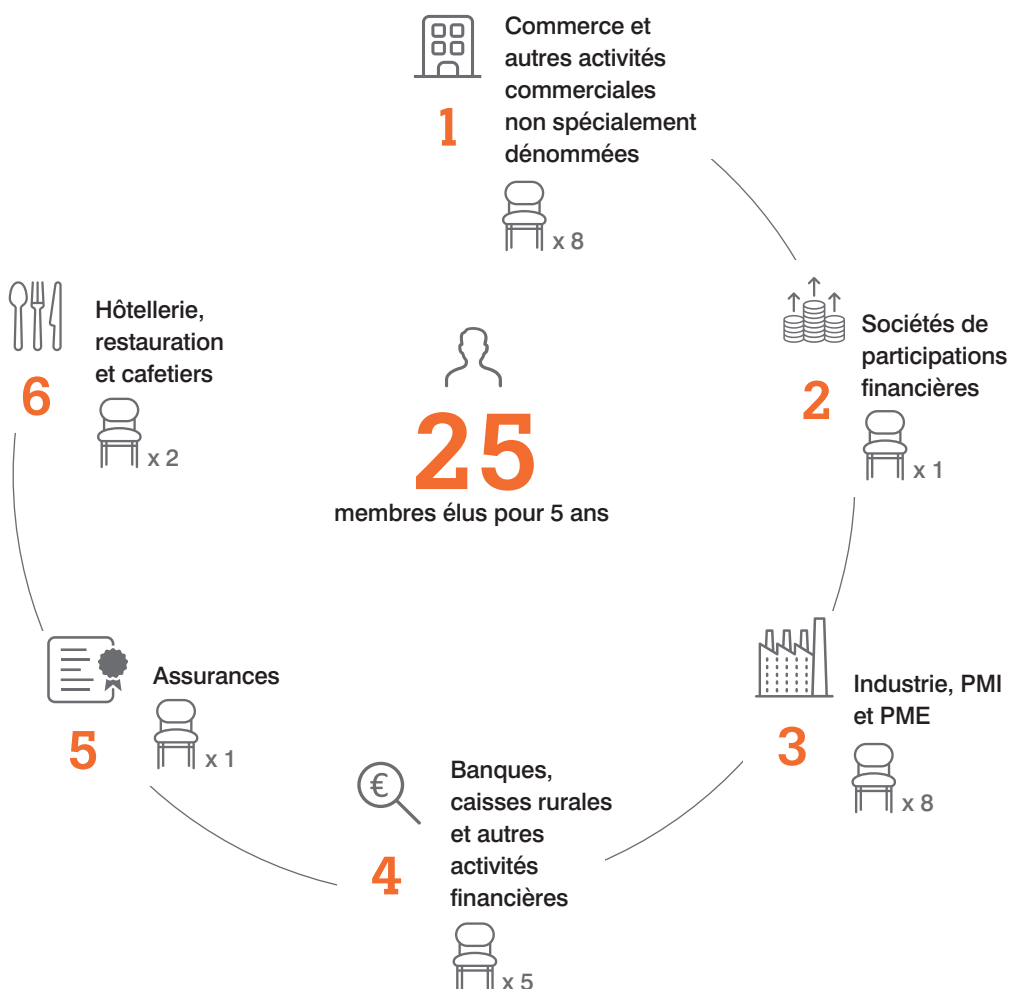 Commerce et
autres activités
commerciales
non spécialement
dénommées
1
x 8
Sociétés de
participations
financières
2
x 1
Industrie, PMI
et PME
3
x 8
Banques,
caisses rurales
et autres
activités
financières
4
€
x 5
Assurances
5
x 1
Hôtellerie,
restauration
et cafetiers
6
x 2
25
membres élus pour 5 ans